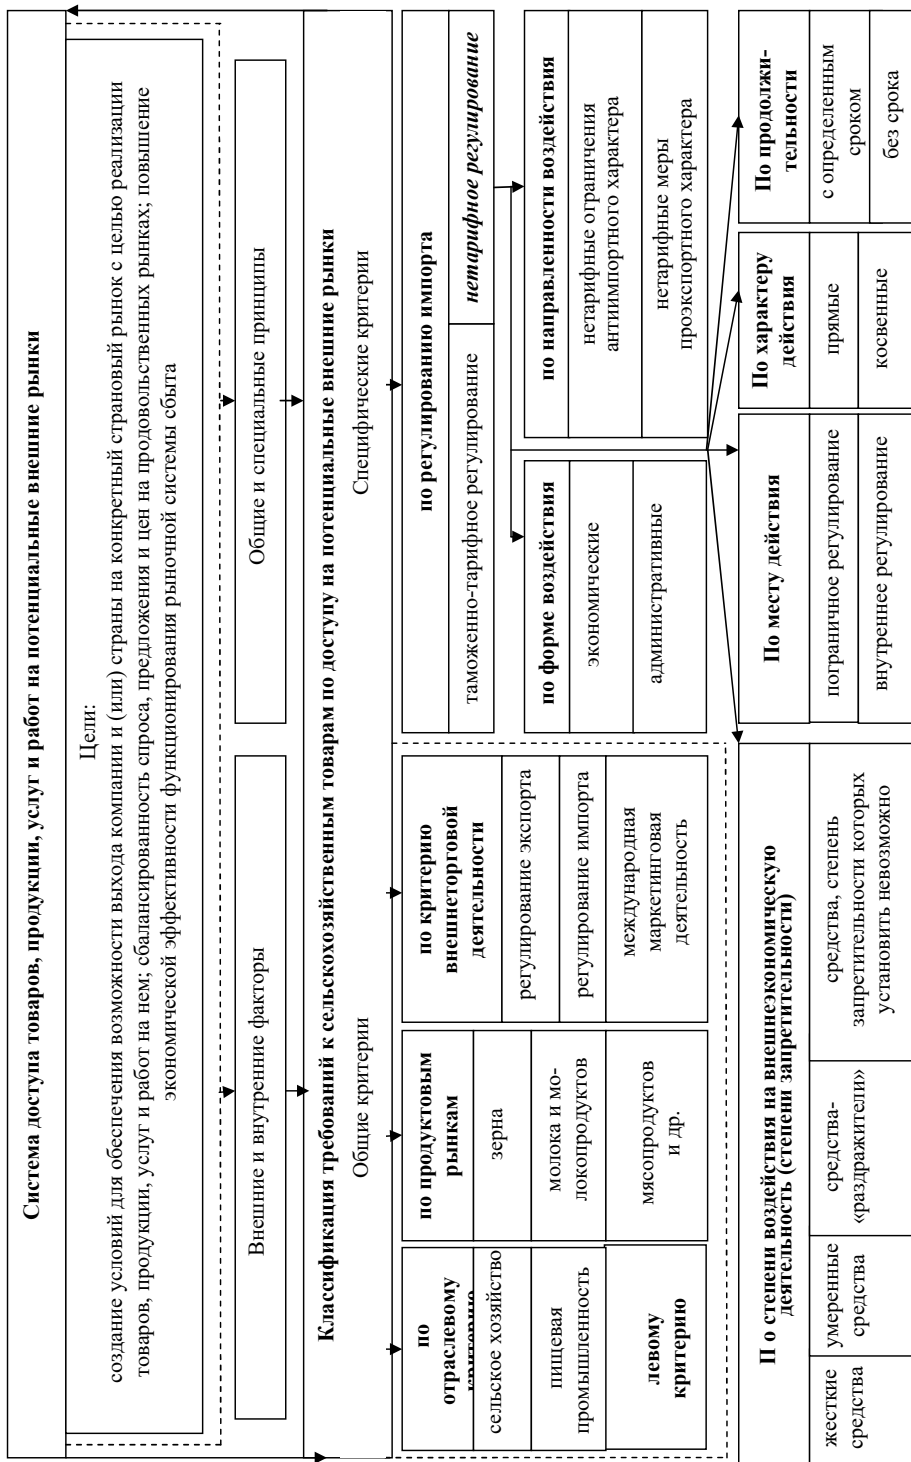 Система доступа товаров, продукции, услуг и работ на потенциальные внешние рынки
Цели:
создание условий для обеспечения возможности выхода компании и (или) страны на конкретный страновый рынок с целью реализации
товаров, продукции, услуг и работ на нем; сбалансированность спроса, предложения и цен на продовольственных рынках; повышение
экономической эффективности функционирования рыночной системы сбыта
Внешние и внутренние факторы
Общие и специальные принципы
Классификация требований к сельскохозяйственным товарам по доступу на потенциальные внешние рынки
Общие критерии
Специфические критерии
по
отраслевому
критерию
сельское хозяйство
пищевая
промышленность
левому
критерию
по продуктовым
рынкам
зерна
молока и мо-
локопродуктов
мясопродуктов
и др.
по критерию
внешнеторговой
деятельности
регулирование экспорта
регулирование импорта
международная
маркетинговая
деятельность
по регулированию импорта
таможенно-тарифное регулирование
нетарифное регулирование
по форме воздействия
экономические
административные
по направленности воздействия
нетарифные ограничения
антиимпортного характера
нетарифные меры
проэкспортного характера
П о степени воздействия на внешнеэкономическую
деятельность (степени запретительности)
жесткие
средства
умеренные
средства
средства-
«раздражители»
средства, степень
запретительности которых
установить невозможно
По месту действия
пограничное регулирование
внутреннее регулирование
По характеру
действия
прямые
косвенные
По продолжи-
тельности
с определенным
сроком
без срока